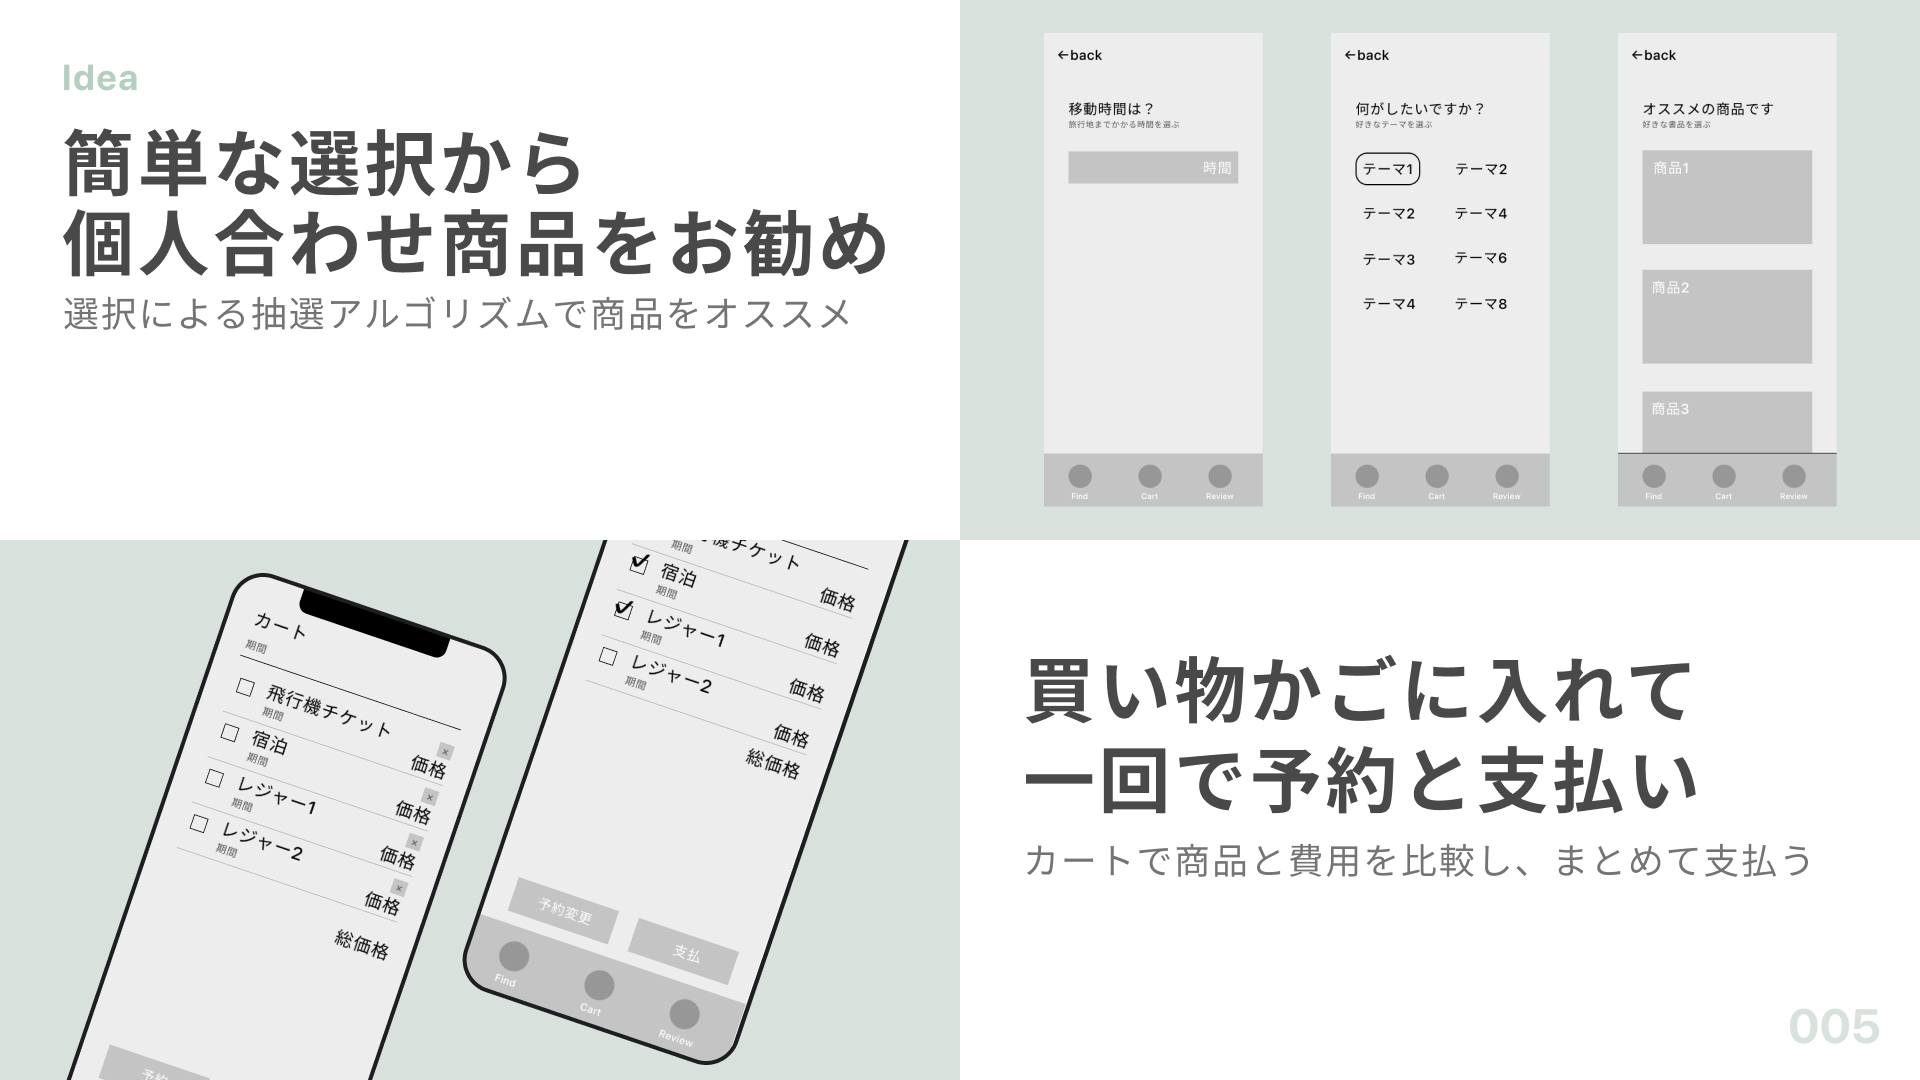 Idea
簡単な選択から
個人合わせ商品をお勧め
選択による抽選アルゴリズムで商品をオススメ
←back
移動時間は？
旅行地までかかる時間を選ぶ
時間
Find Cart Review
←back
何がしたいですか？
好きなテーマを選ぶ
テーマ1 テーマ2
テーマ2 テーマ4
テーマ3 テーマ6
テーマ4 テーマ8
Find Cart Review
←back
オススメの商品です
好きな書品を選ぶ
商品1
商品2
商品3
Find Cart Review
カート
期間
飛行機チケット
期間
×
価格
宿泊
期間
×
価格
レジャー1
期間
×
価格
レジャー2
期間
×
価格
総価格
予約
機チケット
期間
価格
宿泊
期間
価格
レジャー1
期間
価格
レジャー2
期間
価格
総価格
予約変更 支払
Find Cart Review
買い物かごに入れて
一回で予約と支払い
カートで商品と費用を比較し、まとめて支払う
005